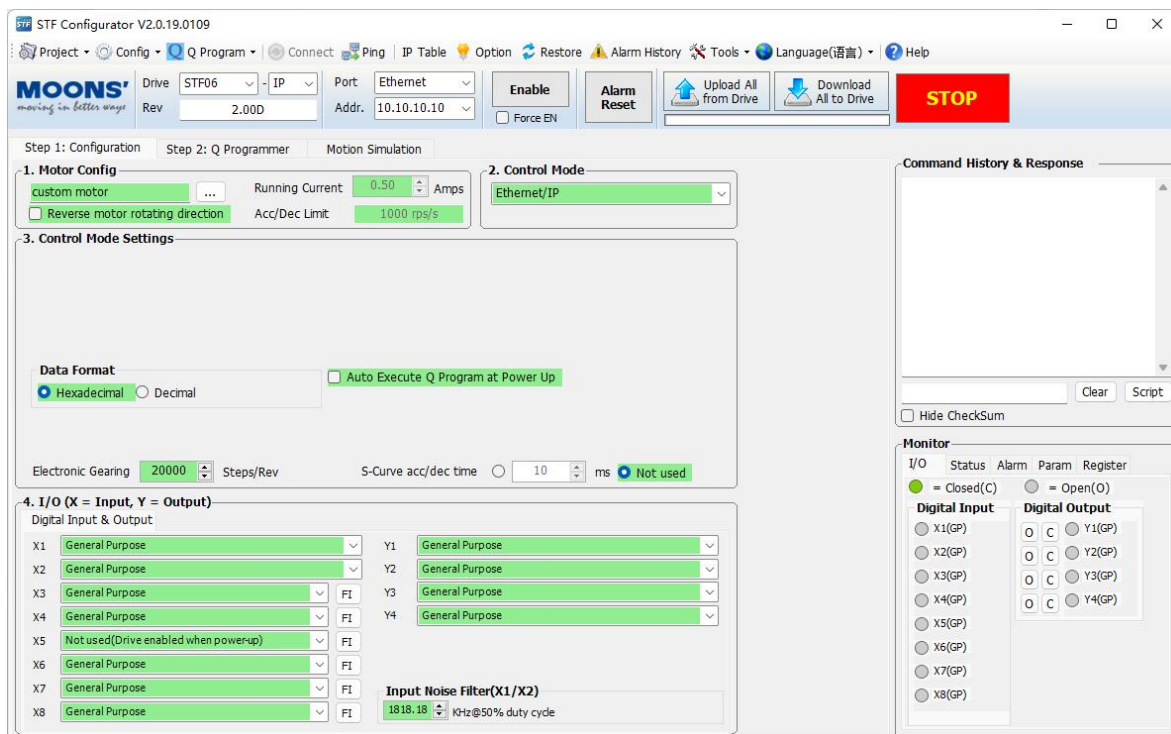 STF Configurator V2.0.19.0109
Project Config Q Program Connect Ping IP Table Option Restore Alarm History Tools Language(语言) Help
MOONS'
moving in better ways
Drive STF06 - IP Port Ethernet
Rev 2.00D Addr. 10.10.10.10
Enable
Force EN
Alarm
Reset
Upload All
from Drive
Download
All to Drive
STOP
Step 1: Configuration Step 2: Q Programmer Motion Simulation
1. Motor Config
custom motor ... Running Current 0.50 Amps
Reverse motor rotating direction Acc/Dec Limit 1000 rps/s
2. Control Mode
Ethernet/IP
3. Control Mode Settings
Data Format
Hexadecimal Decimal
Auto Execute Q Program at Power Up
Electronic Gearing 20000 Steps/Rev S-Curve acc/dec time 10 ms Not used
4. I/O (X = Input, Y = Output)
Digital Input & Output
X1 General Purpose Y1 General Purpose
X2 General Purpose Y2 General Purpose
X3 General Purpose FI Y3 General Purpose
X4 General Purpose FI Y4 General Purpose
X5 Not used(Drive enabled when power-up) FI
X6 General Purpose FI
X7 General Purpose FI
X8 General Purpose FI
Input Noise Filter(X1/X2)
1818.18 KHz@50% duty cycle
Command History & Response
Clear Script
Hide CheckSum
Monitor
I/O Status Alarm Param Register
= Closed(C) = Open(O)
Digital Input Digital Output
X1(GP) O C Y1(GP)
X2(GP) O C Y2(GP)
X3(GP) O C Y3(GP)
X4(GP) O C Y4(GP)
X5(GP)
X6(GP)
X7(GP)
X8(GP)